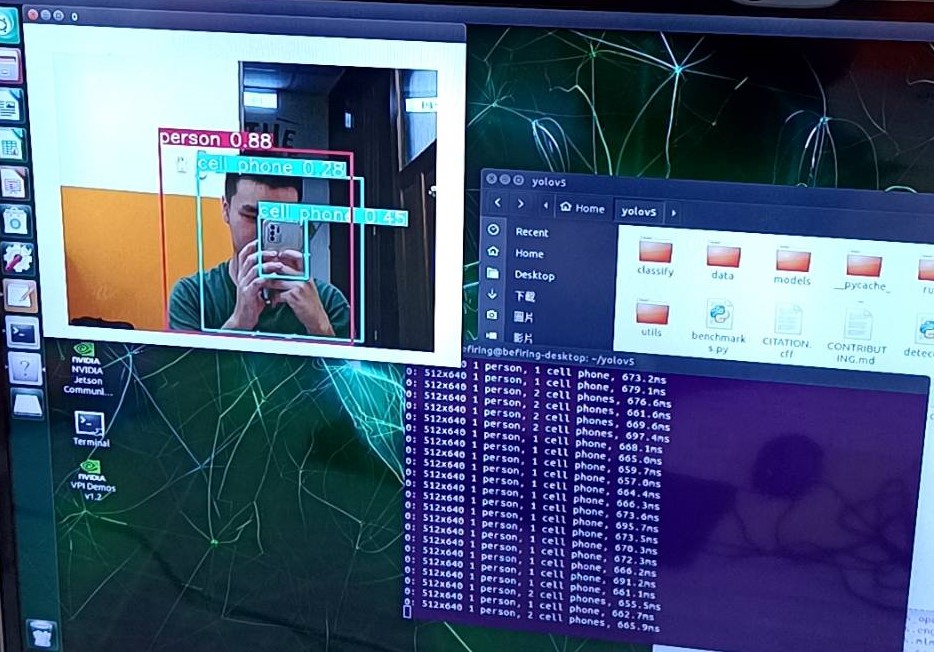 0
person 0.88
cell phone 0.28
cell phone 0.45
yolov5
Home
yolov5
Recent
Home
Desktop
下載
圖片
影片
classify
data
models
__pycache_
utils
benchmark
s.py
CITATION.
cff
CONTRIBUT
ING.md
NVIDIA
NVIDIA
Jetson
Communi...
Terminal
NVIDIA
VPI Demos
v1.2
efiring@befiring-desktop: ~/yolov5
0: 512x640 1 person, 1 cell phone, 673.2ms
0: 512x640 1 person, 1 cell phone, 679.1ms
0: 512x640 1 person, 2 cell phones, 676.6ms
0: 512x640 1 person, 2 cell phones, 661.6ms
0: 512x640 1 person, 2 cell phones, 669.6ms
0: 512x640 1 person, 2 cell phones, 697.4ms
0: 512x640 1 person, 1 cell phone, 668.1ms
0: 512x640 1 person, 1 cell phone, 665.0ms
0: 512x640 1 person, 1 cell phone, 659.7ms
0: 512x640 1 person, 1 cell phone, 657.0ms
0: 512x640 1 person, 1 cell phone, 664.4ms
0: 512x640 1 person, 1 cell phone, 666.3ms
0: 512x640 1 person, 1 cell phone, 673.6ms
0: 512x640 1 person, 1 cell phone, 695.7ms
0: 512x640 1 person, 1 cell phone, 673.5ms
0: 512x640 1 person, 1 cell phone, 670.3ms
0: 512x640 1 person, 1 cell phone, 672.3ms
0: 512x640 1 person, 1 cell phone, 666.2ms
0: 512x640 1 person, 1 cell phone, 691.2ms
0: 512x640 1 person, 1 cell phone, 661.1ms
0: 512x640 1 person, 2 cell phones, 655.5ms
0: 512x640 1 person, 1 cell phone, 662.7ms
0: 512x640 1 person, 2 cell phones, 665.9ms